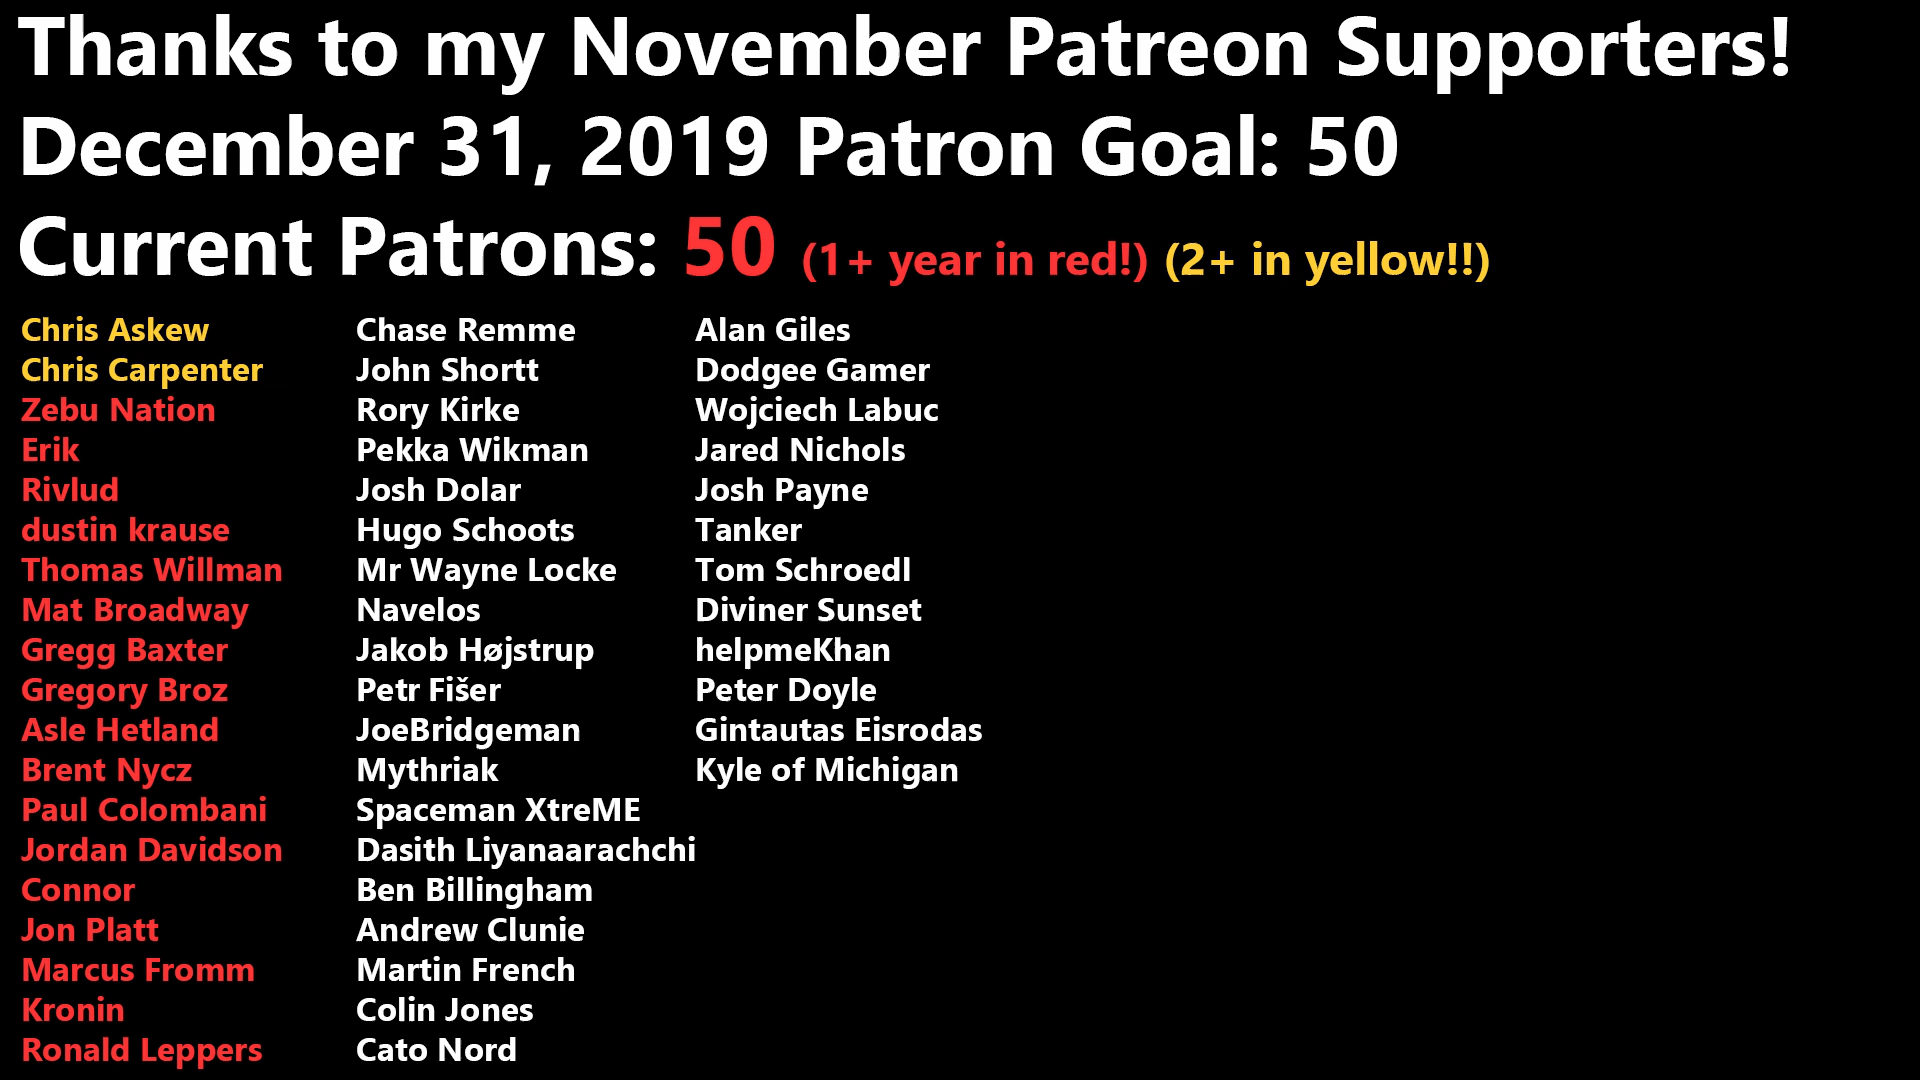 Thanks to my November Patreon Supporters!
December 31, 2019 Patron Goal: 50
Current Patrons: 50 (1+ year in red!) (2+ in yellow!!)
Chris Askew
Chris Carpenter
Zebu Nation
Erik
Rivlud
dustin krause
Thomas Willman
Mat Broadway
Gregg Baxter
Gregory Broz
Asle Hetland
Brent Nycz
Paul Colombani
Jordan Davidson
Connor
Jon Platt
Marcus Fromm
Kronin
Ronald Leppers
Chase Remme
John Shortt
Rory Kirke
Pekka Wikman
Josh Dolar
Hugo Schoots
Mr Wayne Locke
Navelos
Jakob Højstrup
Petr Fišer
JoeBridgeman
Mythriak
Spaceman XtreME
Dasith Liyanaarachchi
Ben Billingham
Andrew Clunie
Martin French
Colin Jones
Cato Nord
Alan Giles
Dodgee Gamer
Wojciech Labuc
Jared Nichols
Josh Payne
Tanker
Tom Schroedl
Diviner Sunset
helpmeKhan
Peter Doyle
Gintautas Eisrodas
Kyle of Michigan